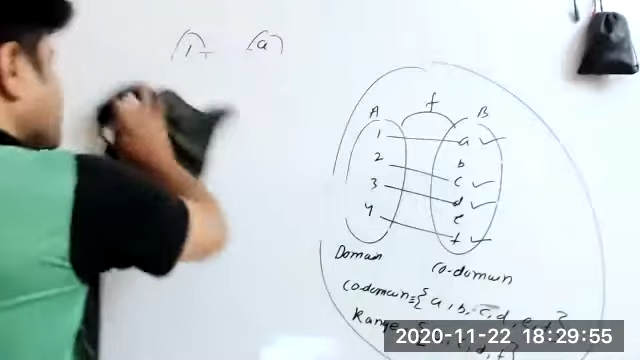 1 a
f
A B
1 a
2 b
3 c
4 d
e
f
Domain
Co-domain
Codomain = { a, b, c, d, e, f }
Range
2020-11-22 18:29:55